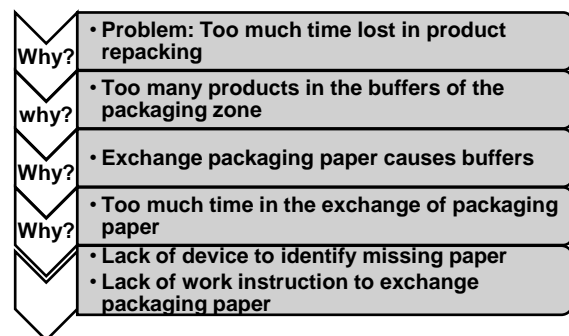 • Problem: Too much time lost in product
repacking
Why?
• Too many products in the buffers of the
packaging zone
why?
• Exchange packaging paper causes buffers
Why?
• Too much time in the exchange of packaging
paper
Why?
• Lack of device to identify missing paper
• Lack of work instruction to exchange
packaging paper